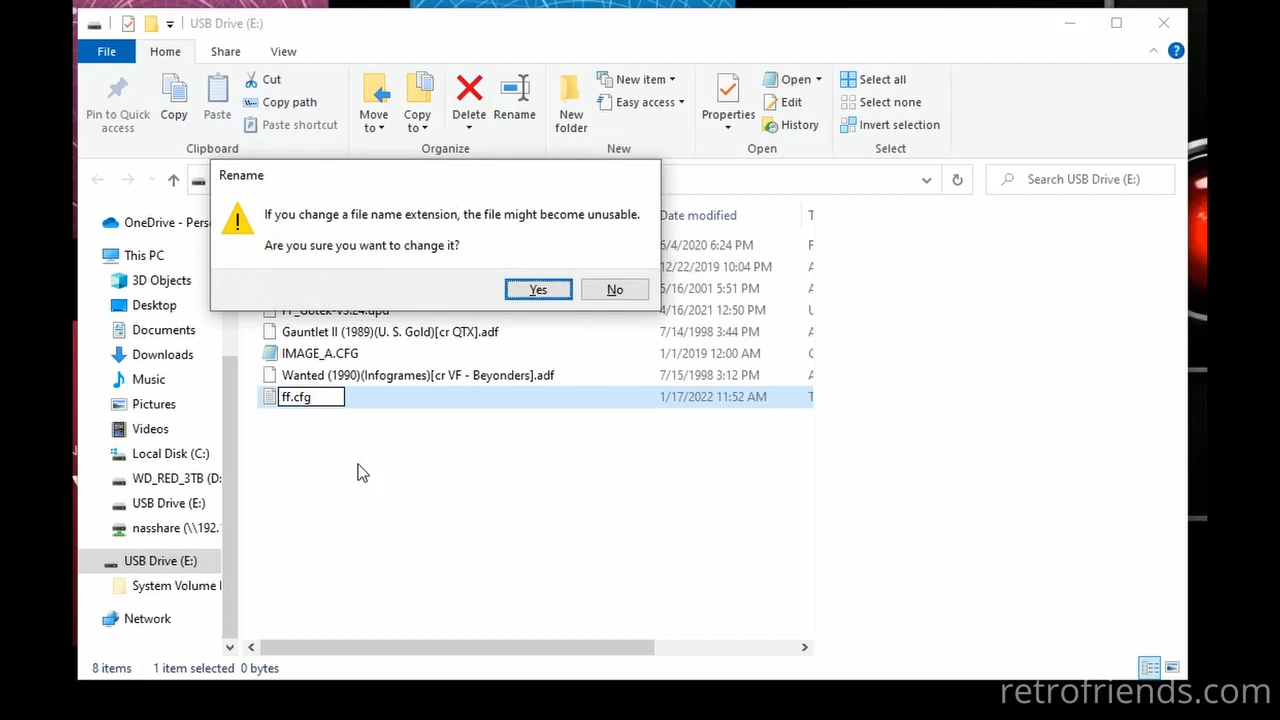 USB Drive (E:)
File Home Share View
Pin to Quick access
Copy
Paste
Cut
Copy path
Paste shortcut
Clipboard
Move to
Copy to
Delete
Rename
Organize
New folder
New item
Easy access
New
Properties
Open
Edit
History
Open
Select all
Select none
Invert selection
Select
Search USB Drive (E:)
Rename
If you change a file name extension, the file might become unusable.
Are you sure you want to change it?
Yes No
OneDrive - Pers
This PC
3D Objects
Desktop
Documents
Downloads
Music
Pictures
Videos
Local Disk (C:)
WD_RED_3TB (D:
USB Drive (E:)
nasshare (\\192.
USB Drive (E:)
System Volume
Network
Date modified T
6/4/2020 6:24 PM F
12/22/2019 10:04 PM A
5/16/2001 5:51 PM A
4/16/2021 12:50 PM U
Gauntlet II (1989)(U. S. Gold)[cr QTX].adf 7/14/1998 3:44 PM A
IMAGE_A.CFG 1/1/2019 12:00 AM C
Wanted (1990)(Infogrames)[cr VF - Beyonders].adf 7/15/1998 3:12 PM A
ff.cfg 1/17/2022 11:52 AM T
8 items 1 item selected 0 bytes
retrofriends.com